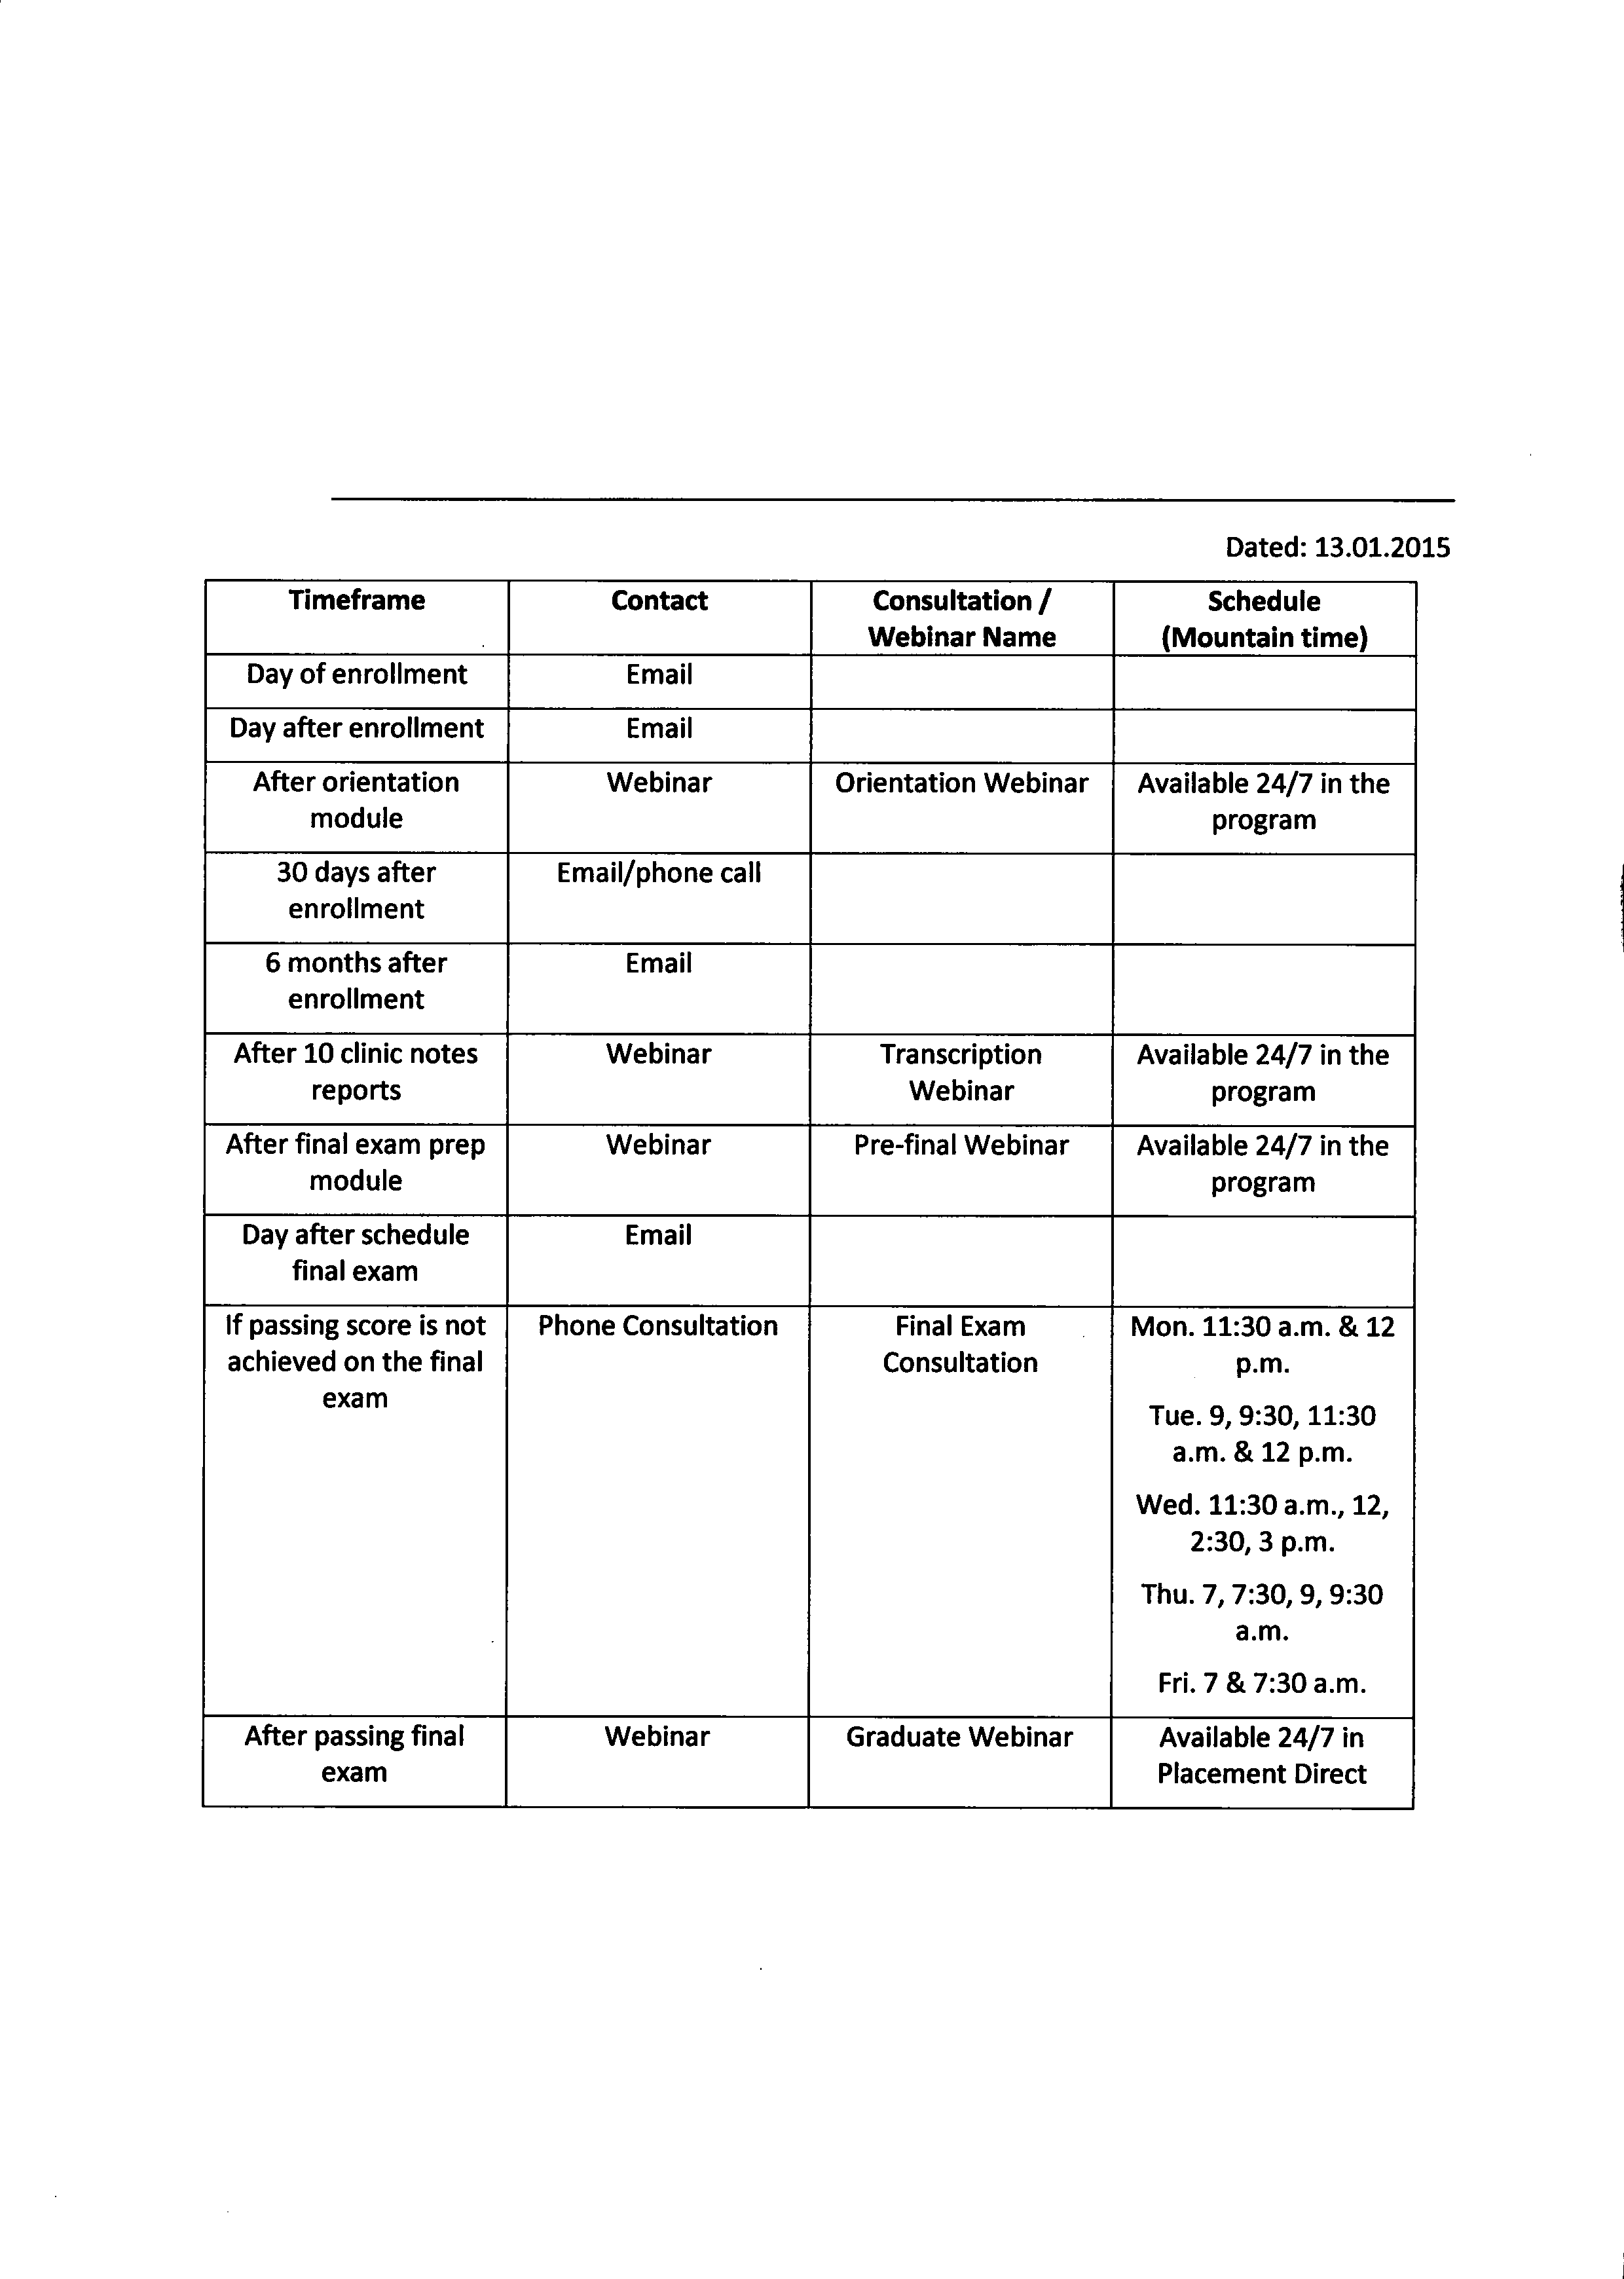 Dated: 13.01.2015
Timeframe Contact Consultation / Schedule
Webinar Name (Mountain time)
Day of enrollment Email
Day after enrollment Email
After orientation Webinar Orientation Webinar Available 24/7 in the
module program
30 days after Email/phone call
enrollment
6 months after Email
enrollment
After 10 clinic notes Webinar Transcription Available 24/7 in the
reports Webinar program
After final exam prep Webinar Pre-final Webinar Available 24/7 in the
module program
Day after schedule Email
final exam
If passing score is not Phone Consultation Final Exam Mon. 11:30 a.m. & 12
achieved on the final Consultation p.m.
exam
Tue. 9, 9:30, 11:30
a.m. & 12 p.m.
Wed. 11:30 a.m., 12,
2:30, 3 p.m.
Thu. 7, 7:30, 9, 9:30
a.m.
Fri. 7 & 7:30 a.m.
After passing final Webinar Graduate Webinar Available 24/7 in
exam Placement Direct